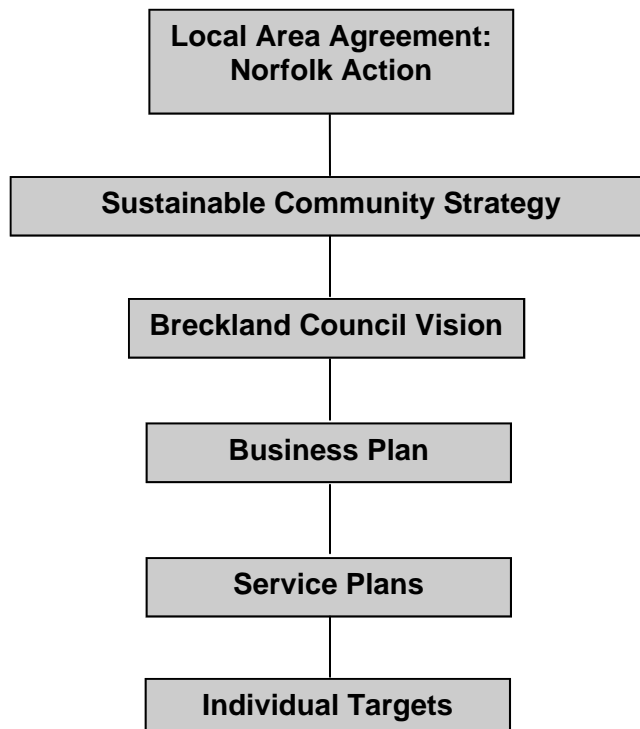 Local Area Agreement:
Norfolk Action
Sustainable Community Strategy
Breckland Council Vision
Business Plan
Service Plans
Individual Targets